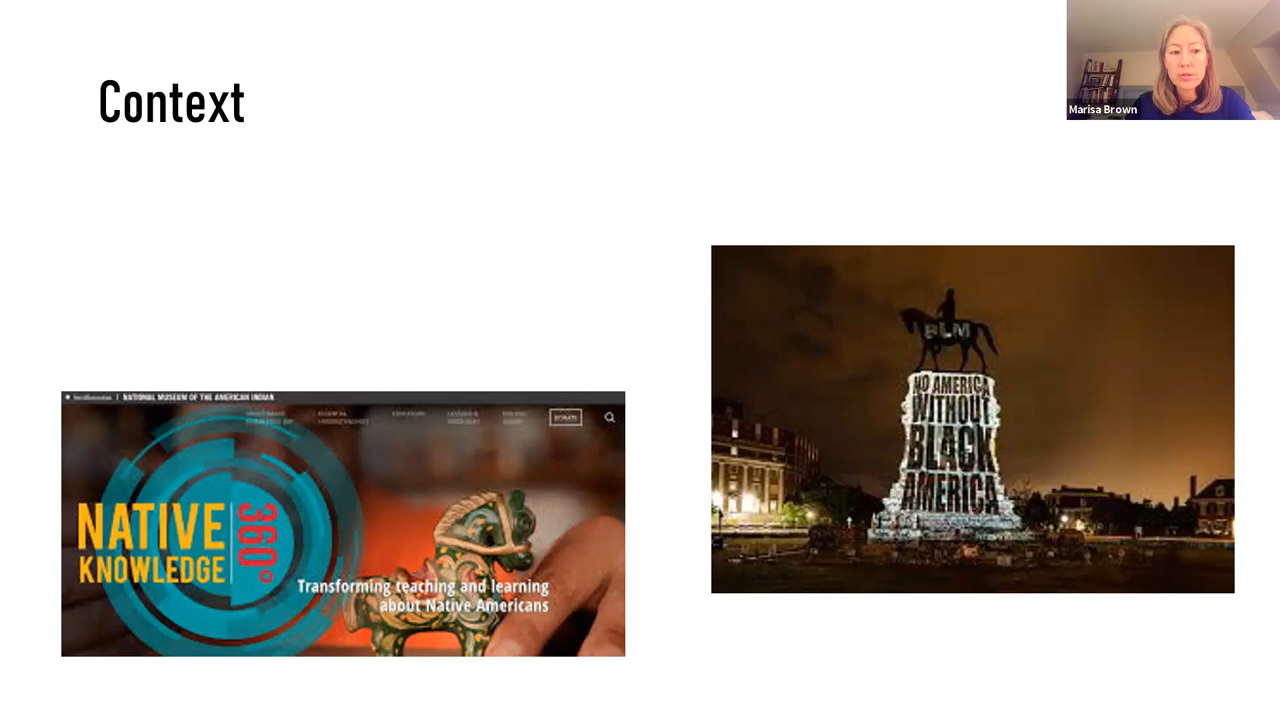 Context
Marisa Brown
Smithsonian | NATIONAL MUSEUM OF THE AMERICAN INDIAN
DONATE
NATIVE
KNOWLEDGE
360°
Transforming teaching and learning
about Native Americans
BLM
NO AMERICA
WITHOUT
BLACK
AMERICA